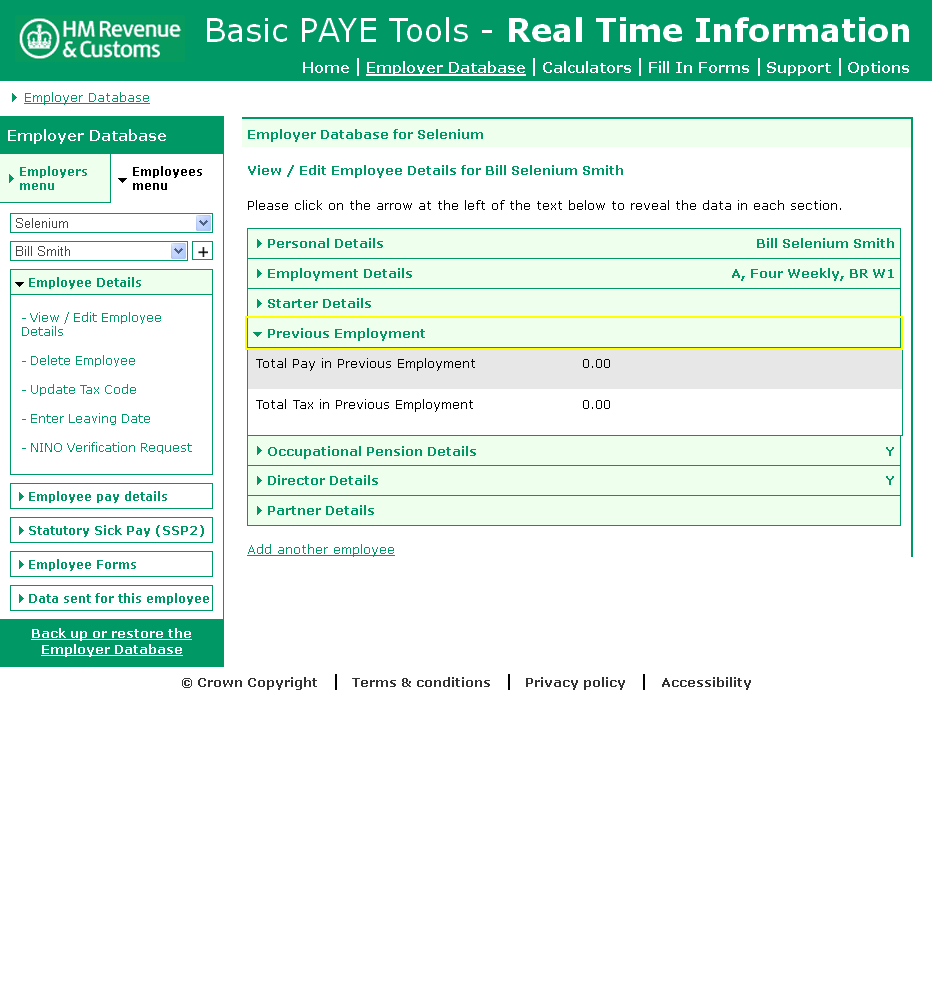 HM Revenue
& Customs
Basic PAYE Tools - Real Time Information
Home | Employer Database | Calculators | Fill In Forms | Support | Options
Employer Database
Employer Database
Employers
menu
Employees
menu
Selenium
Bill Smith
+
Employee Details
- View / Edit Employee
Details
- Delete Employee
- Update Tax Code
- Enter Leaving Date
- NINO Verification Request
Employee pay details
Statutory Sick Pay (SSP2)
Employee Forms
Data sent for this employee
Back up or restore the
Employer Database
Employer Database for Selenium
View / Edit Employee Details for Bill Selenium Smith
Please click on the arrow at the left of the text below to reveal the data in each section.
Personal Details Bill Selenium Smith
Employment Details A, Four Weekly, BR W1
Starter Details
Previous Employment
Total Pay in Previous Employment 0.00
Total Tax in Previous Employment 0.00
Occupational Pension Details Y
Director Details Y
Partner Details
Add another employee
© Crown Copyright | Terms & conditions | Privacy policy | Accessibility